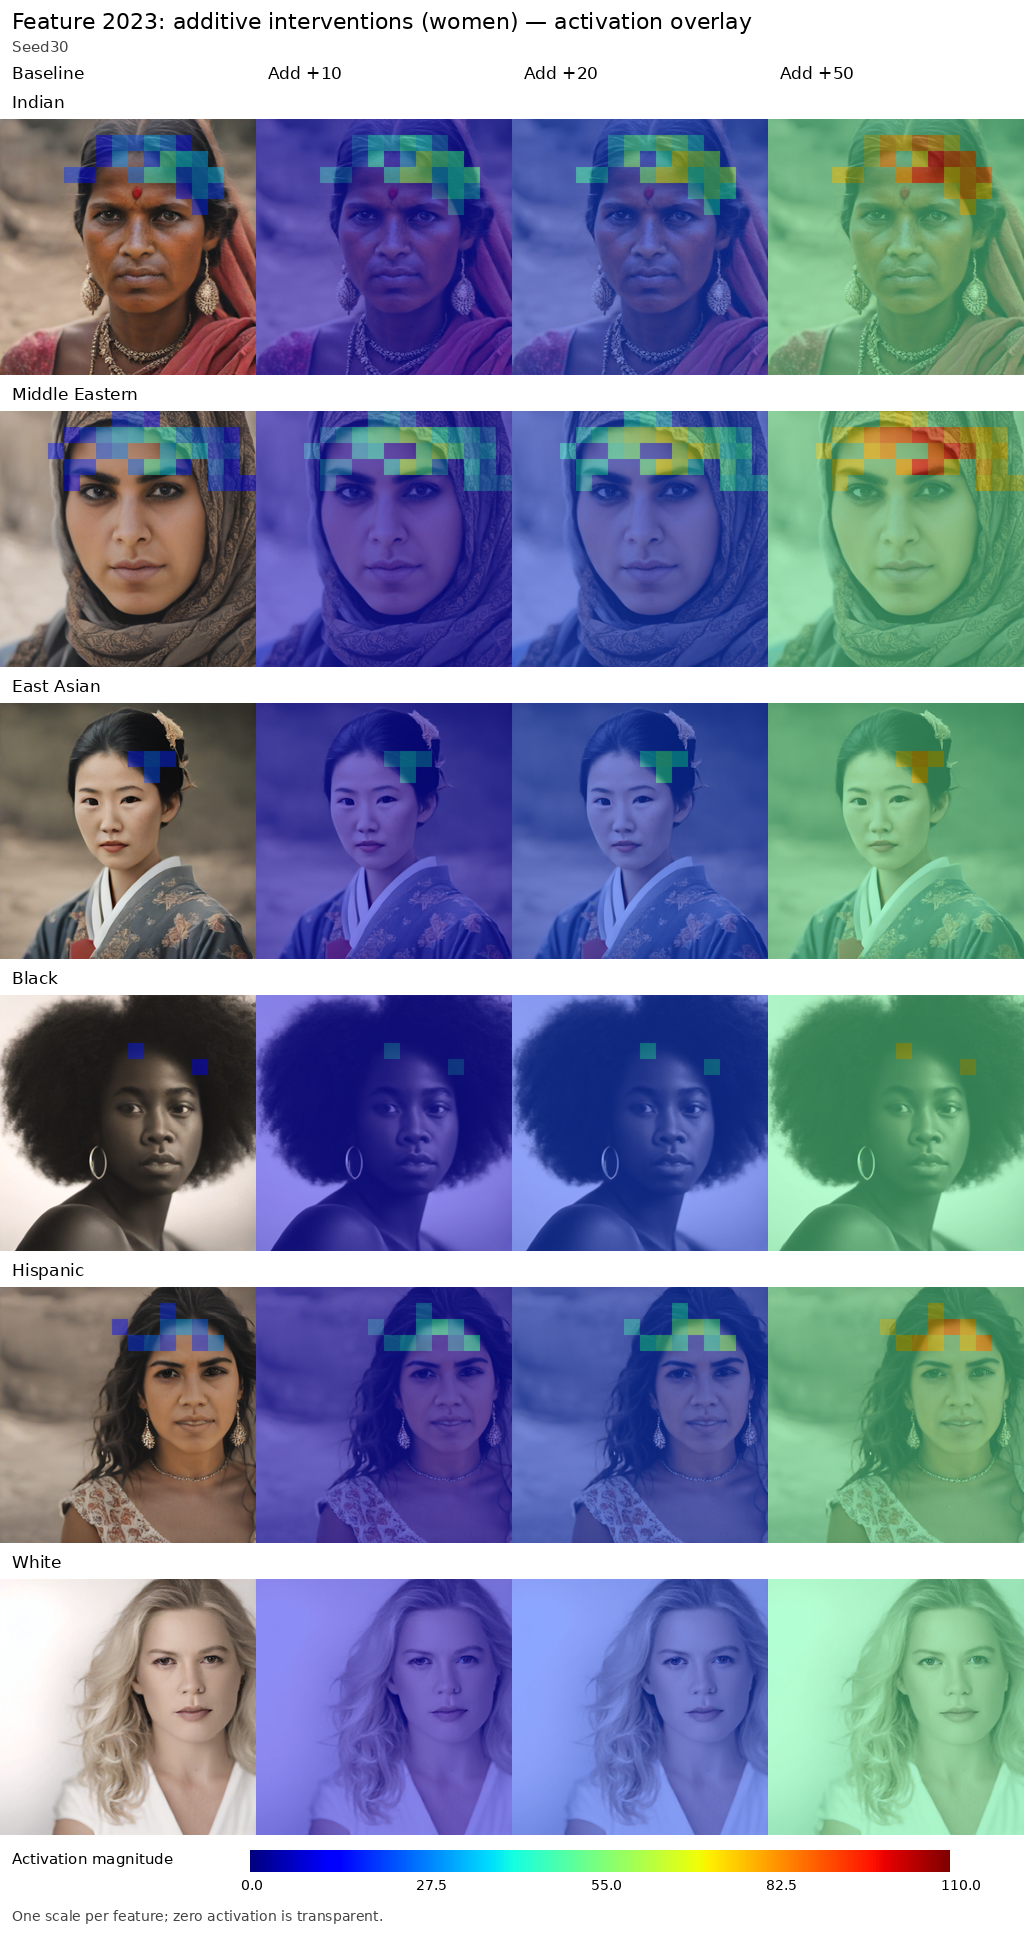 Feature 2023: additive interventions (women) — activation overlay
Seed30
Baseline Add +10 Add +20 Add +50
Indian
Middle Eastern
East Asian
Black
Hispanic
White
Activation magnitude
0.0 27.5 55.0 82.5 110.0
One scale per feature; zero activation is transparent.